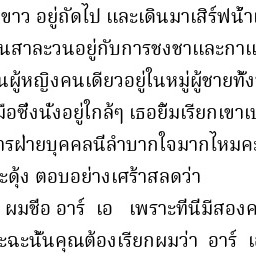 ขาว อยู่ถัดไป และเดินมาเสิร์ฟน้ำ
นสาละวนอยู่กับการชงชาและกาแ
นผู้หญิงคนเดียวอยู่ในหมู่ผู้ชายทั้ง
มือซึ่งนั่งอยู่ใกล้ๆ เธอยิ้มเรียกเขาเ
ารฝ่ายบุคคลนี่ลำบากใจมากไหมคะ
ะดุ้ง ตอบอย่างเศร้าสลดว่า
ผมชื่อ อาร์ เอ เพราะที่นี่มีสองค
ะฉะนั้นคุณต้องเรียกผมว่า อาร์ เ